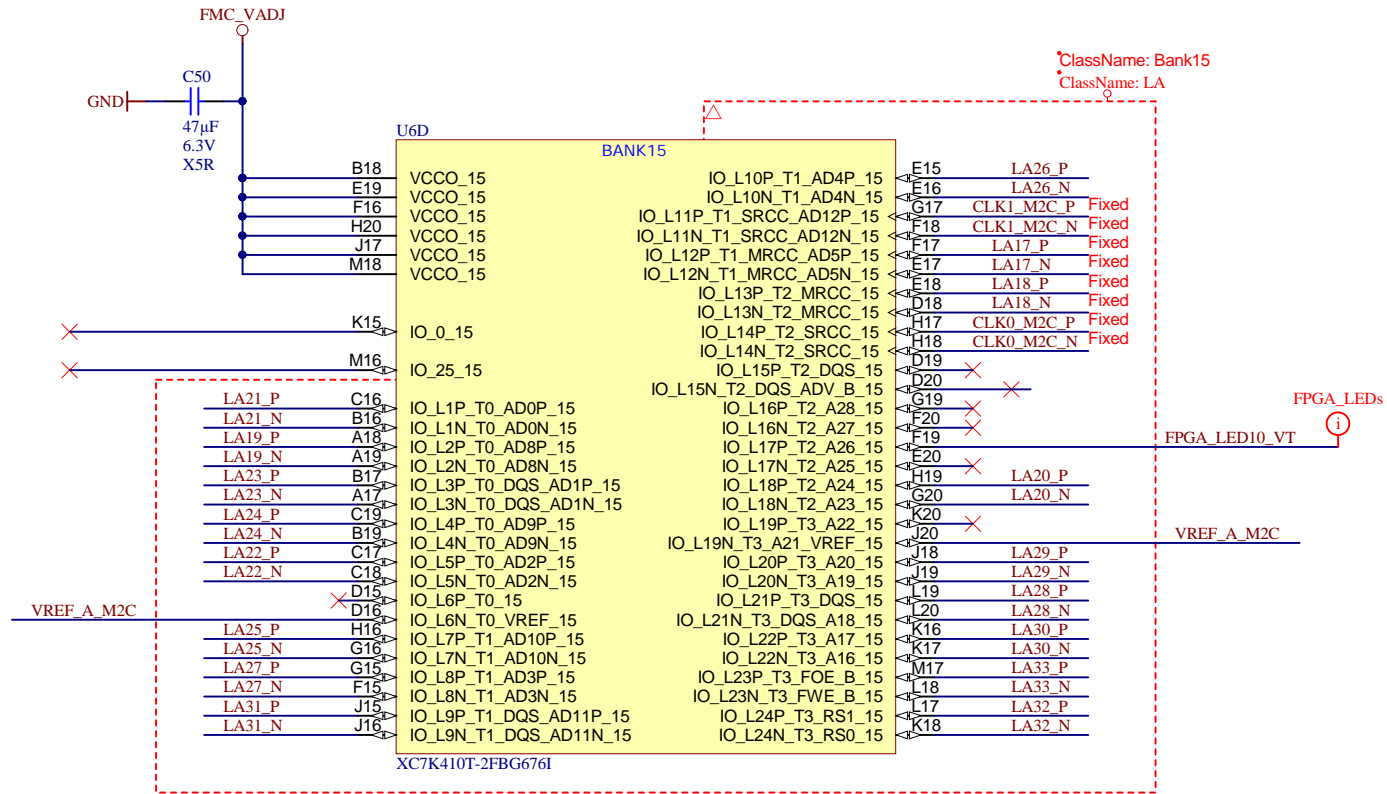 FMC_VADJ
ClassName: Bank15
ClassName: LA
C50
GND
47µF
6.3V
X5R
U6D
BANK15
B18 VCCO_15
E19 VCCO_15
F16 VCCO_15
H20 VCCO_15
J17 VCCO_15
M18 VCCO_15
K15 IO_0_15
M16 IO_25_15
LA21_P C16 IO_L1P_T0_AD0P_15
LA21_N B16 IO_L1N_T0_AD0N_15
LA19_P A18 IO_L2P_T0_AD8P_15
LA19_N A19 IO_L2N_T0_AD8N_15
LA23_P B17 IO_L3P_T0_DQS_AD1P_15
LA23_N A17 IO_L3N_T0_DQS_AD1N_15
LA24_P C19 IO_L4P_T0_AD9P_15
LA24_N B19 IO_L4N_T0_AD9N_15
LA22_P C17 IO_L5P_T0_AD2P_15
LA22_N C18 IO_L5N_T0_AD2N_15
D15 IO_L6P_T0_15
VREF_A_M2C D16 IO_L6N_T0_VREF_15
LA25_P H16 IO_L7P_T1_AD10P_15
LA25_N G16 IO_L7N_T1_AD10N_15
LA27_P G15 IO_L8P_T1_AD3P_15
LA27_N F15 IO_L8N_T1_AD3N_15
LA31_P J15 IO_L9P_T1_DQS_AD11P_15
LA31_N J16 IO_L9N_T1_DQS_AD11N_15
IO_L10P_T1_AD4P_15 E15 LA26_P
IO_L10N_T1_AD4N_15 E16 LA26_N
IO_L11P_T1_SRCC_AD12P_15 G17 CLK1_M2C_P Fixed
IO_L11N_T1_SRCC_AD12N_15 F18 CLK1_M2C_N Fixed
IO_L12P_T1_MRCC_AD5P_15 F17 LA17_P Fixed
IO_L12N_T1_MRCC_AD5N_15 E17 LA17_N Fixed
IO_L13P_T2_MRCC_15 E18 LA18_P Fixed
IO_L13N_T2_MRCC_15 D18 LA18_N Fixed
IO_L14P_T2_SRCC_15 H17 CLK0_M2C_P Fixed
IO_L14N_T2_SRCC_15 H18 CLK0_M2C_N Fixed
IO_L15P_T2_DQS_15 D19
IO_L15N_T2_DQS_ADV_B_15 D20
IO_L16P_T2_A28_15 G19
IO_L16N_T2_A27_15 F20
IO_L17P_T2_A26_15 F19 FPGA_LED10_VT
FPGA_LEDs
i
IO_L17N_T2_A25_15 E20
IO_L18P_T2_A24_15 H19 LA20_P
IO_L18N_T2_A23_15 G20 LA20_N
IO_L19P_T3_A22_15 K20
IO_L19N_T3_A21_VREF_15 J20 VREF_A_M2C
IO_L20P_T3_A20_15 J18 LA29_P
IO_L20N_T3_A19_15 J19 LA29_N
IO_L21P_T3_DQS_15 L19 LA28_P
IO_L21N_T3_DQS_A18_15 L20 LA28_N
IO_L22P_T3_A17_15 K16 LA30_P
IO_L22N_T3_A16_15 K17 LA30_N
IO_L23P_T3_FOE_B_15 M17 LA33_P
IO_L23N_T3_FWE_B_15 L18 LA33_N
IO_L24P_T3_RS1_15 L17 LA32_P
IO_L24N_T3_RS0_15 K18 LA32_N
XC7K410T-2FBG676I